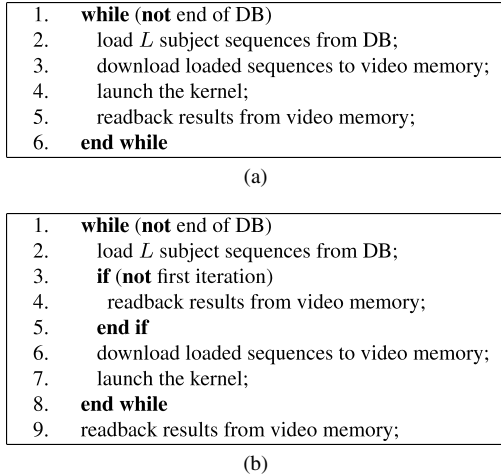 1. while (not end of DB)
2. load L subject sequences from DB;
3. download loaded sequences to video memory;
4. launch the kernel;
5. readback results from video memory;
6. end while
(a)
1. while (not end of DB)
2. load L subject sequences from DB;
3. if (not first iteration)
4. readback results from video memory;
5. end if
6. download loaded sequences to video memory;
7. launch the kernel;
8. end while
9. readback results from video memory;
(b)